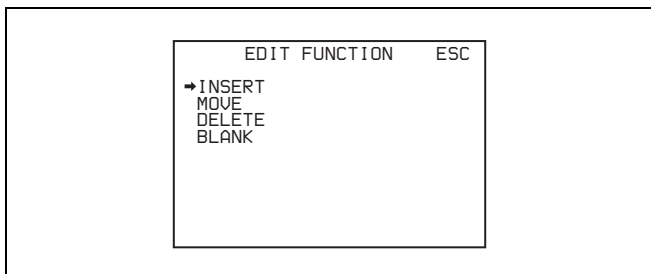 EDIT FUNCTION ESC
➡INSERT
MOVE
DELETE
BLANK